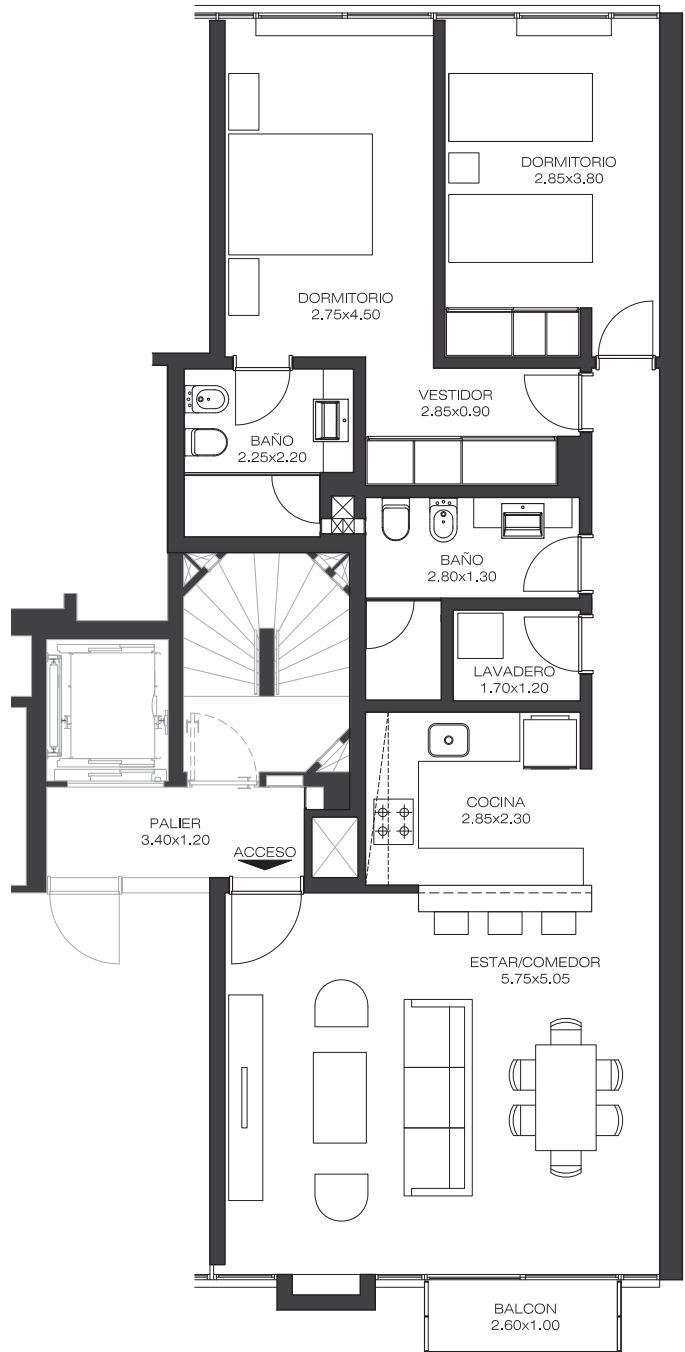 DORMITORIO
2.85x3.80
DORMITORIO
2.75x4.50
VESTIDOR
2.85x0.90
BAÑO
2.25x2.20
BAÑO
2.80x1.30
LAVADERO
1.70x1.20
COCINA
2.85x2.30
PALIER
3.40x1.20
ACCESO
ESTAR/COMEDOR
5.75x5.05
BALCON
2.60x1.00